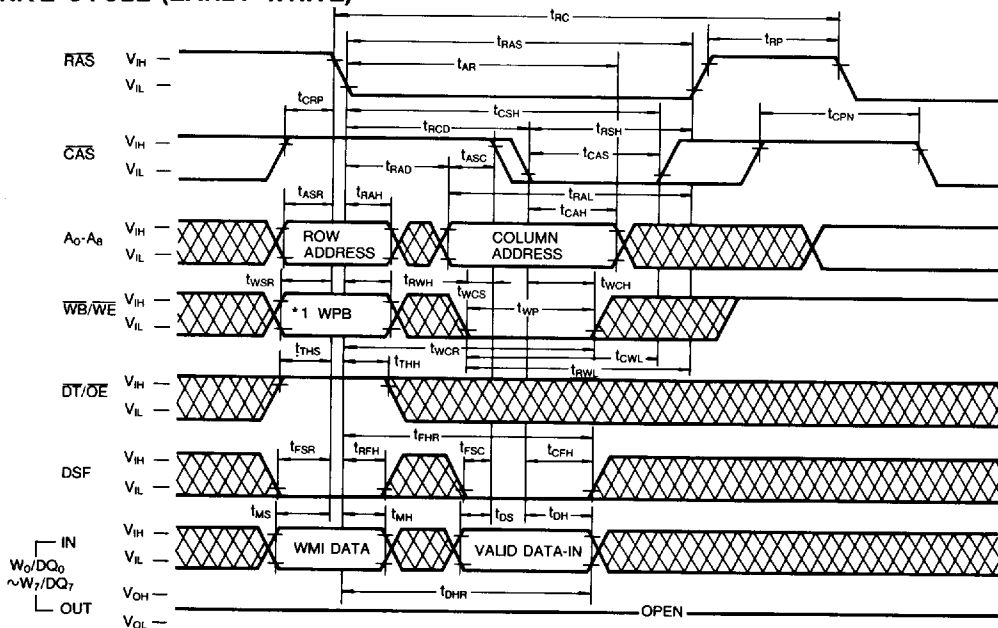 CYCLE (EARLY WRITE)
tRC
tRAS
tRP
tAR
RAS
VIH
VIL
tCRP
tCSH
tRCD
tRSH
tCPN
CAS
VIH
VIL
tRAD
tASC
tCAS
tRAL
tASR
tRAH
tCAH
A0-A8
VIH
VIL
ROW ADDRESS
COLUMN ADDRESS
tWSR
tRWH
tWCS
tWCH
WB/WE
VIH
VIL
*1 WPB
tWP
tWCR
tCWL
tRWL
tTHS
tTHH
DT/OE
VIH
VIL
tFHR
tFSR
tRFH
tFSC
tCFH
DSF
VIH
VIL
tMS
tMH
tDS
tDH
IN
W0/DQ0
~W7/DQ7
OUT
VIH
VIL
WMI DATA
VALID DATA-IN
tDHR
VOH
VOL
OPEN